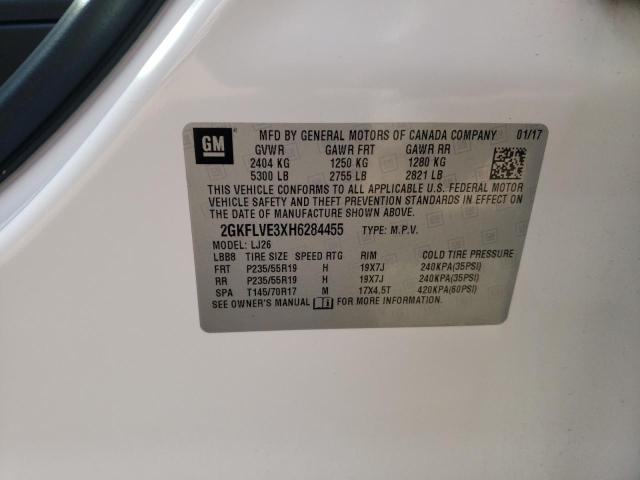 GM MFD BY GENERAL MOTORS OF CANADA COMPANY 01/17
GVWR GAWR FRT GAWR RR
2404 KG 1250 KG 1280 KG
5300 LB 2755 LB 2821 LB
THIS VEHICLE CONFORMS TO ALL APPLICABLE U.S. FEDERAL MOTOR
VEHICLE SAFETY AND THEFT PREVENTION STANDARDS IN EFFECT
ON THE DATE OF MANUFACTURE SHOWN ABOVE.
2GKFLVE3XH6284455 TYPE: M.P.V.
MODEL: LJ26
LBB8 TIRE SIZE SPEED RTG RIM COLD TIRE PRESSURE
FRT P235/55R19 H 19X7J 240KPA(35PSI)
RR P235/55R19 H 19X7J 240KPA(35PSI)
SPA T145/70R17 M 17X4.5T 420KPA(60PSI)
SEE OWNER'S MANUAL FOR MORE INFORMATION.